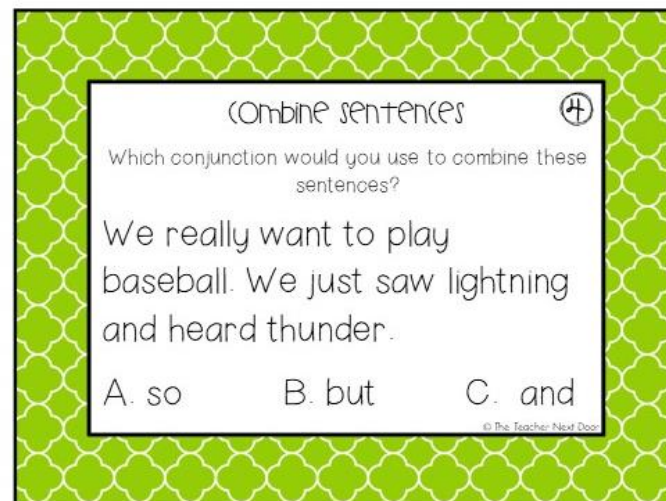 Combine Sentences
4
Which conjunction would you use to combine these
sentences?
We really want to play
baseball. We just saw lightning
and heard thunder.
A. so B. but C. and
© The Teacher Next Door